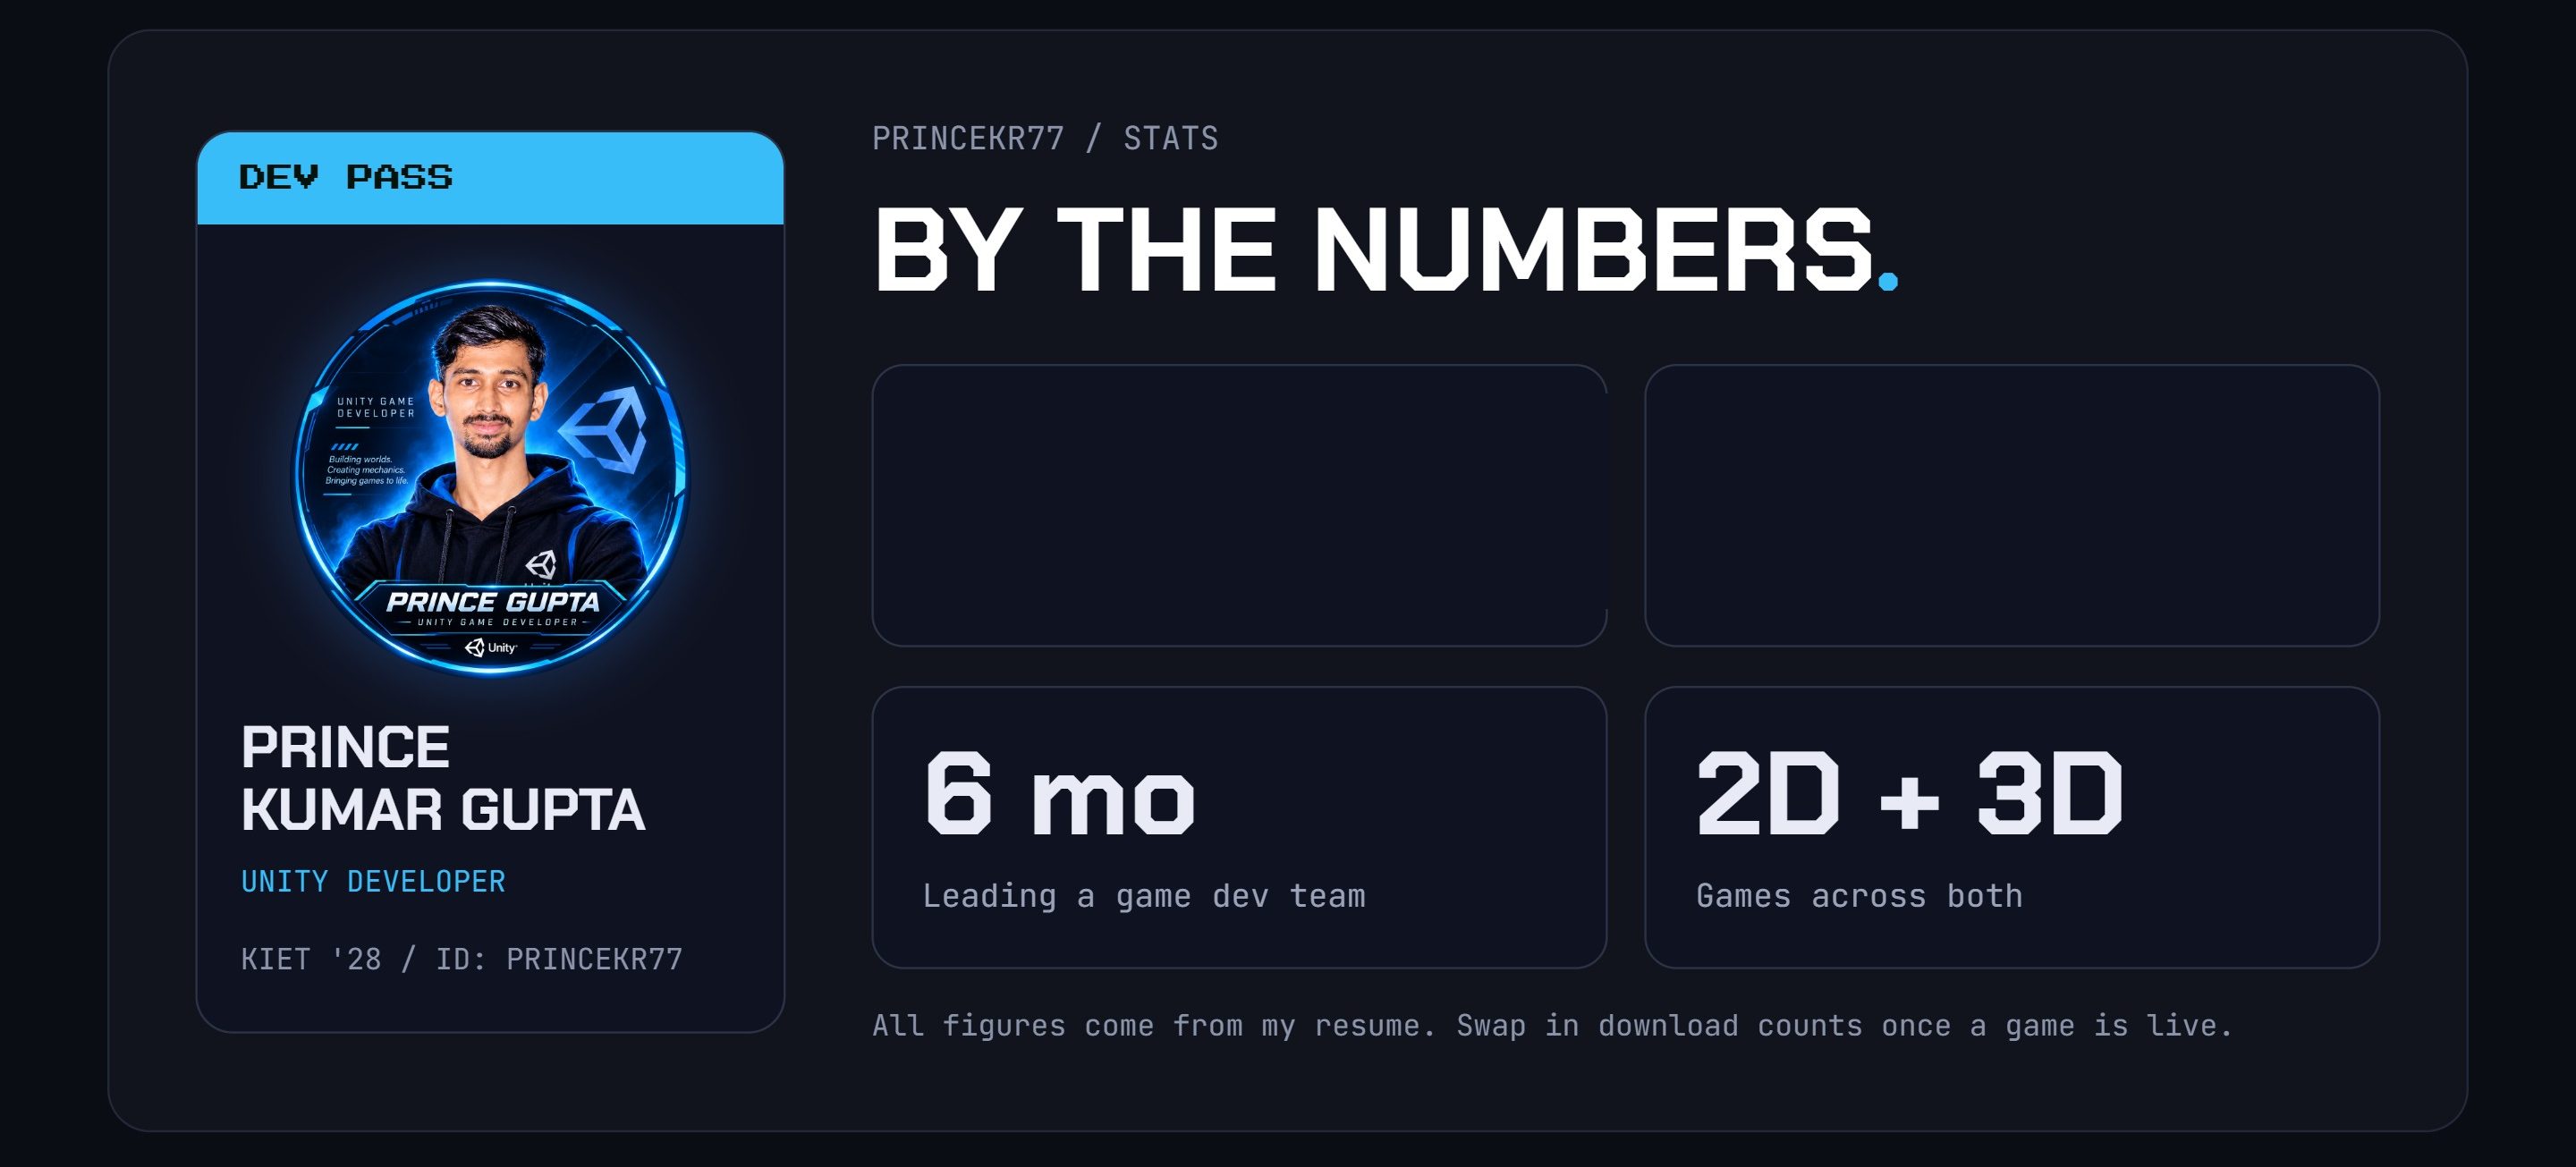 DEV PASS
UNITY GAME
DEVELOPER
Building worlds.
Creating mechanics.
Bringing games to life.
PRINCE GUPTA
UNITY GAME DEVELOPER
Unity
PRINCE
KUMAR GUPTA
UNITY DEVELOPER
KIET '28 / ID: PRINCEKR77
PRINCEKR77 / STATS
BY THE NUMBERS.
6 mo
Leading a game dev team
2D + 3D
Games across both
All figures come from my resume. Swap in download counts once a game is live.